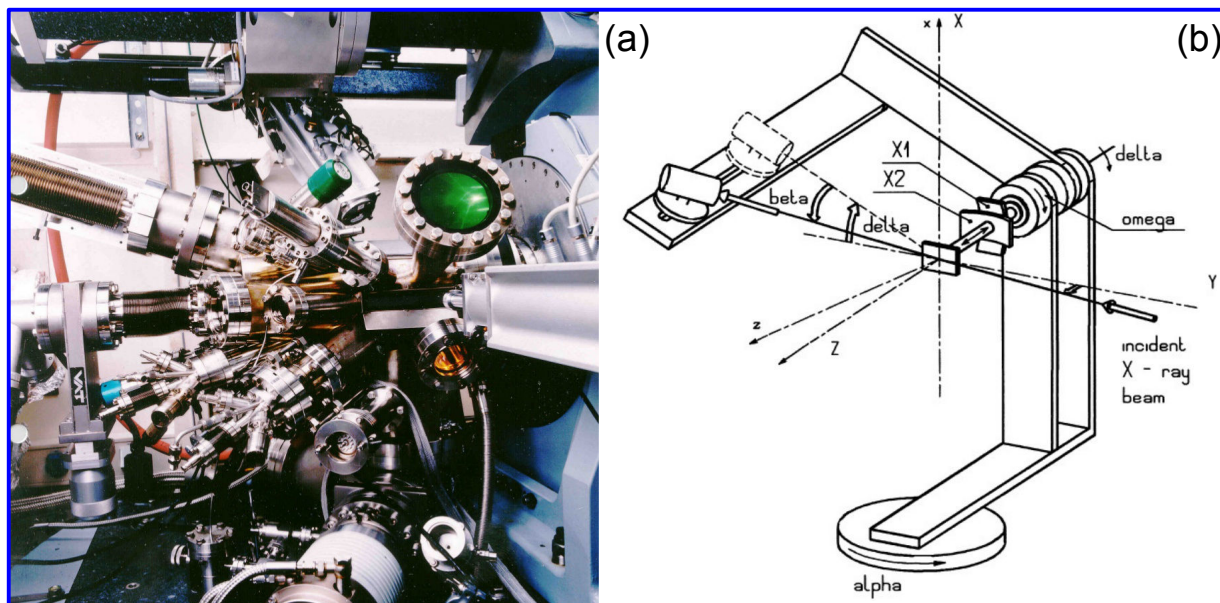 (a)
VAT
(b)
x
X
X1
X2
delta
beta
delta
omega
Y
z
Z
incident
X - ray
beam
alpha